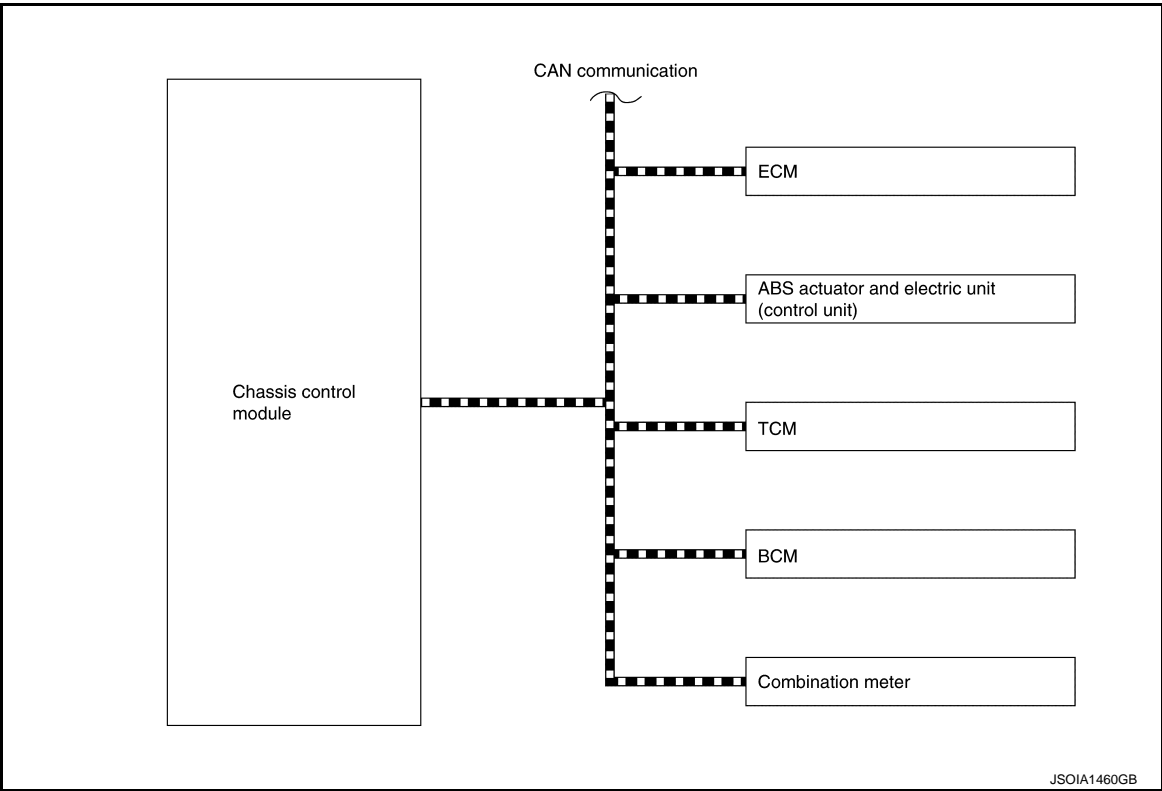 CAN communication
ECM
ABS actuator and electric unit
(control unit)
Chassis control
module
TCM
BCM
Combination meter
JSOIA1460GB